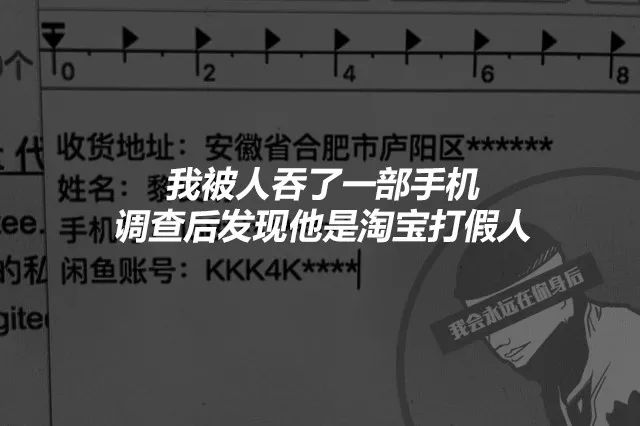 0
2
4
6
8
0个
收货地址：安徽省合肥市庐阳区******
代
姓名：黎
我被人吞了一部手机
tee.
手机
调查后发现他是淘宝打假人
的私
闲鱼账号：KKK4K****
gitee
我会永远在你身后